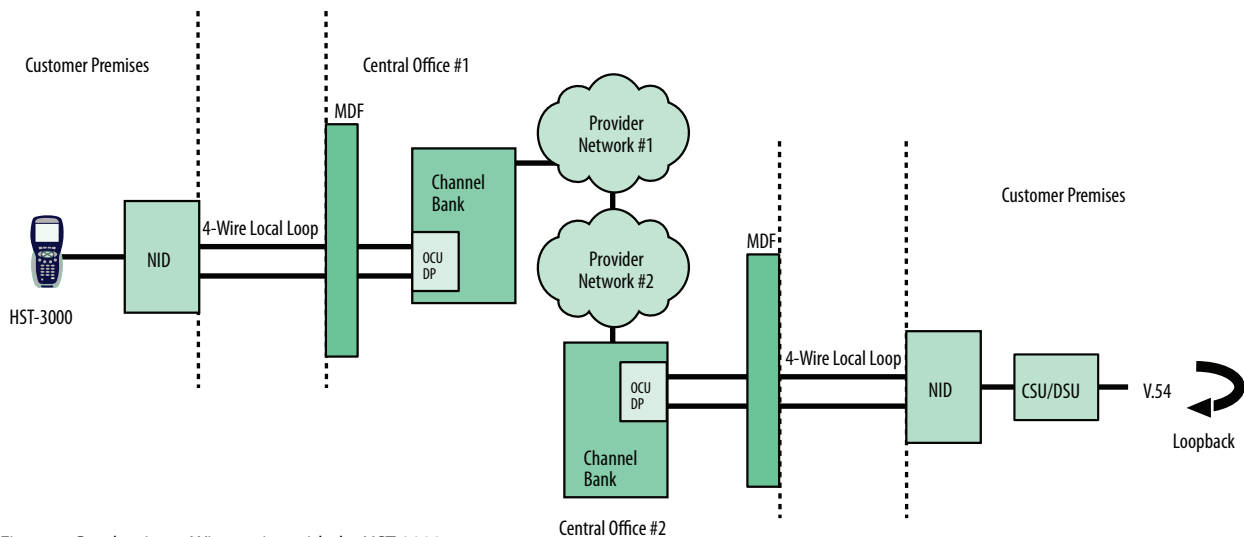 Customer Premises
Central Office #1
MDF
Provider
Network #1
Channel
Bank
Customer Premises
4-Wire Local Loop
NID
OCU
DP
MDF
Provider
Network #2
HST-3000
4-Wire Local Loop
OCU
DP
NID
CSU/DSU
V.54
Loopback
Channel
Bank
Central Office #2